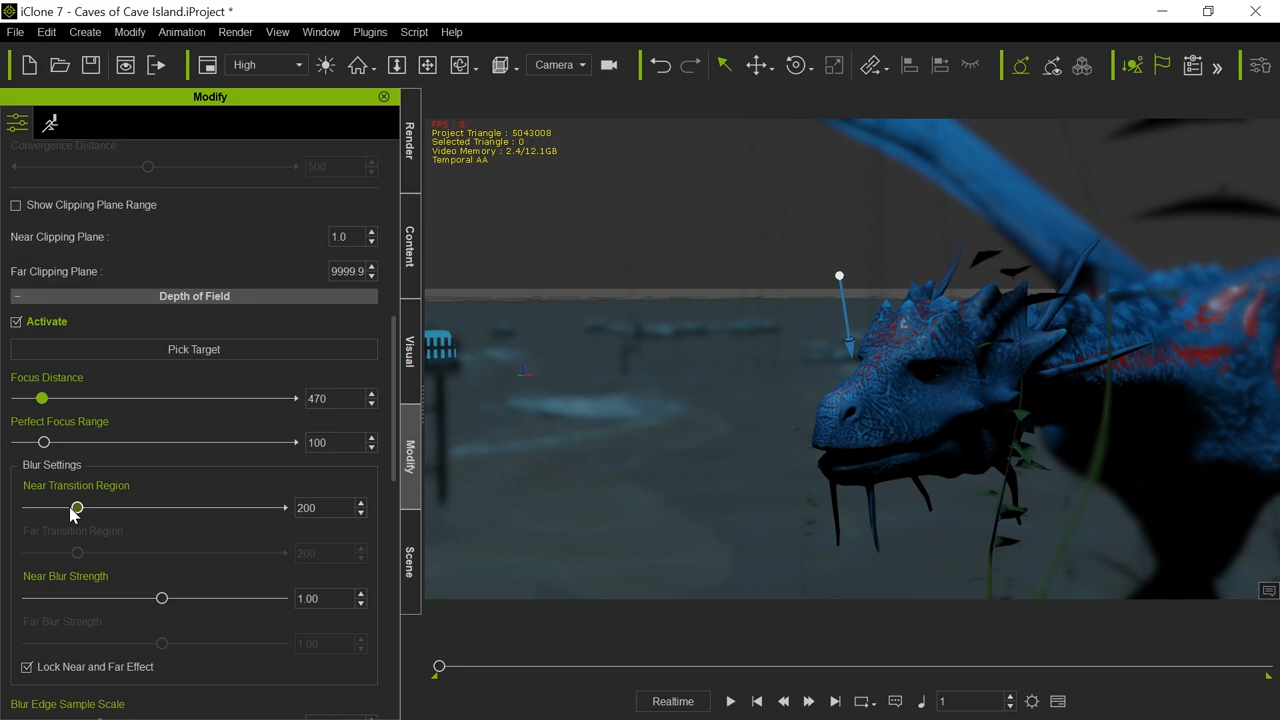 iClone 7 - Caves of Cave Island.iProject *
File Edit Create Modify Animation Render View Window Plugins Script Help
High
Camera
Modify
Convergence Distance
500
Show Clipping Plane Range
Near Clipping Plane :
1.0
Far Clipping Plane :
9999.9
Depth of Field
Activate
Pick Target
Focus Distance
470
Perfect Focus Range
100
Blur Settings
Near Transition Region
200
Far Transition Region
200
Near Blur Strength
1.00
Far Blur Strength
1.00
Lock Near and Far Effect
Blur Edge Sample Scale
Render
Content
Visual
Modify
Scene
FPS : 0
Project Triangle : 5043008
Selected Triangle : 0
Video Memory : 2.4/12.1GB
Temporal AA
Realtime
1